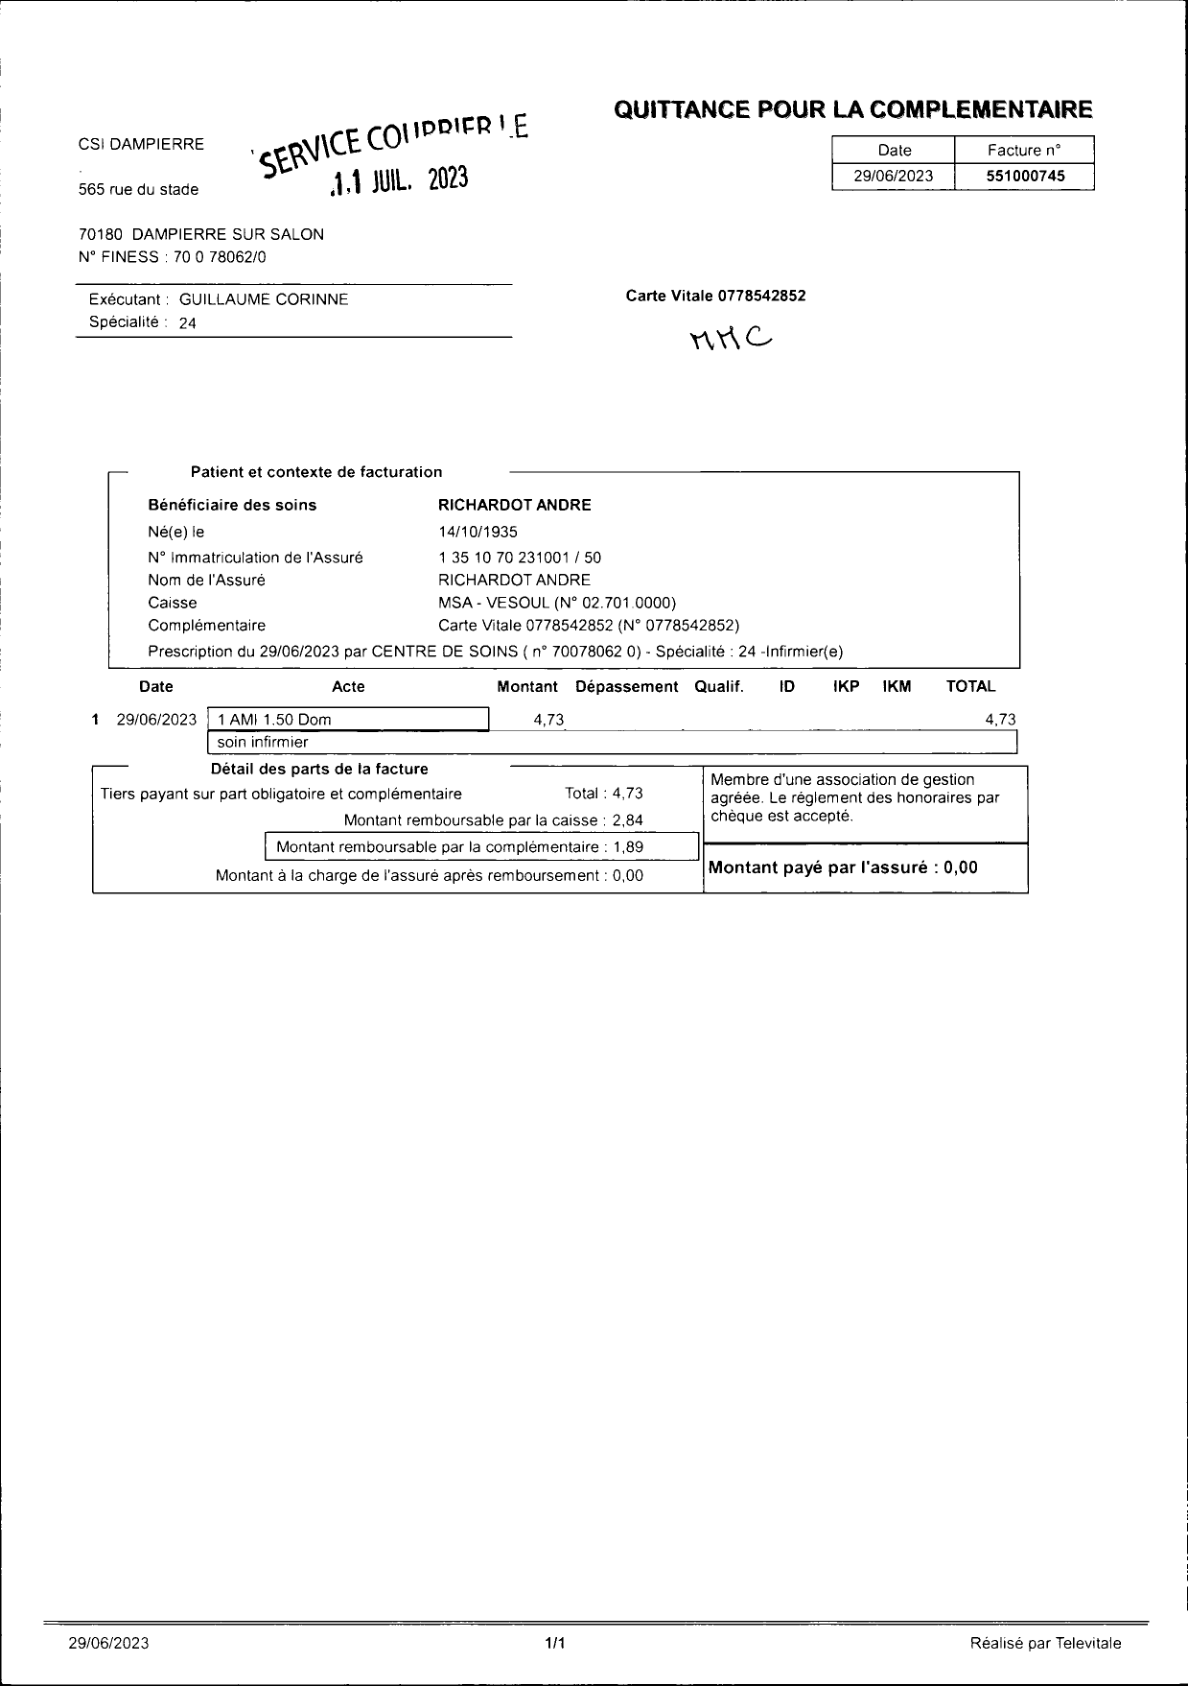 QUITTANCE POUR LA COMPLEMENTAIRE
CSI DAMPIERRE
.
565 rue du stade
70180 DAMPIERRE SUR SALON
N° FINESS : 70 0 78062/0
SERVICE COURRIER LE
11 JUIL. 2023
Date Facture n°
29/06/2023 551000745
Exécutant : GUILLAUME CORINNE
Spécialité : 24
Carte Vitale 0778542852
MMC
Patient et contexte de facturation
Bénéficiaire des soins RICHARDOT ANDRE
Né(e) le 14/10/1935
N° Immatriculation de l'Assuré 1 35 10 70 231001 / 50
Nom de l'Assuré RICHARDOT ANDRE
Caisse MSA - VESOUL (N° 02.701.0000)
Complémentaire Carte Vitale 0778542852 (N° 0778542852)
Prescription du 29/06/2023 par CENTRE DE SOINS ( n° 70078062 0) - Spécialité : 24 -Infirmier(e)
Date Acte Montant Dépassement Qualif. ID IKP IKM TOTAL
1 29/06/2023 1 AMI 1.50 Dom 4,73 4,73
soin infirmier
Détail des parts de la facture
Tiers payant sur part obligatoire et complémentaire Total : 4,73
Montant remboursable par la caisse : 2,84
Montant remboursable par la complémentaire : 1,89
Montant à la charge de l'assuré après remboursement : 0,00
Membre d'une association de gestion
agréée. Le réglement des honoraires par
chèque est accepté.
Montant payé par l'assuré : 0,00
29/06/2023 1/1 Réalisé par Televitale